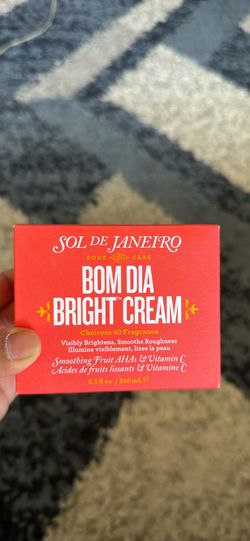 SOL DE JANEIRO
BODY CARE
BOM DIA
BRIGHT™ CREAM
Cheirosa 40 Fragrance
Visibly Brightens, Smooths Roughness
Illumine visiblement, lisse la peau
Smoothing Fruit AHAs & Vitamin C
Acides de fruits lissants & Vitamine C
8.1 fl oz / 240 mL ℮